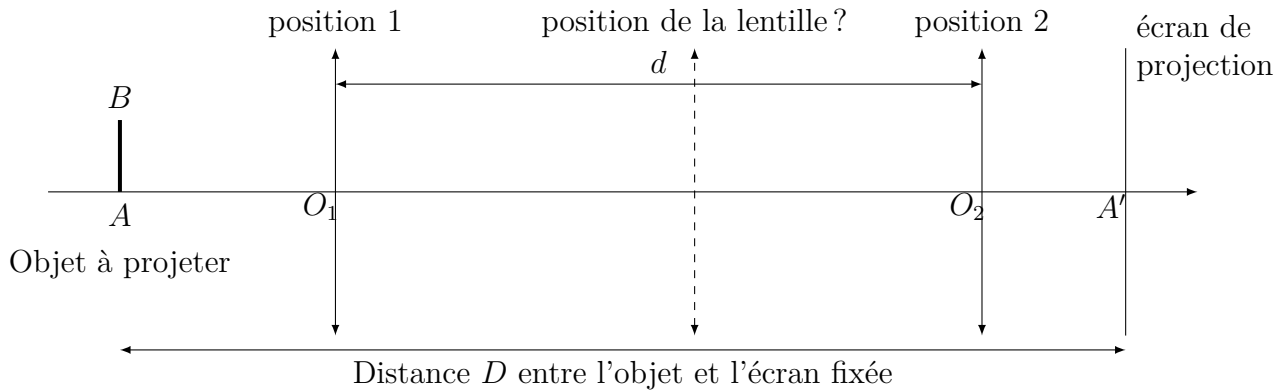 position 1
position de la lentille ?
position 2
écran de
projection
d
B
A
O₁
O₂
A′
Objet à projeter
Distance D entre l'objet et l'écran fixée